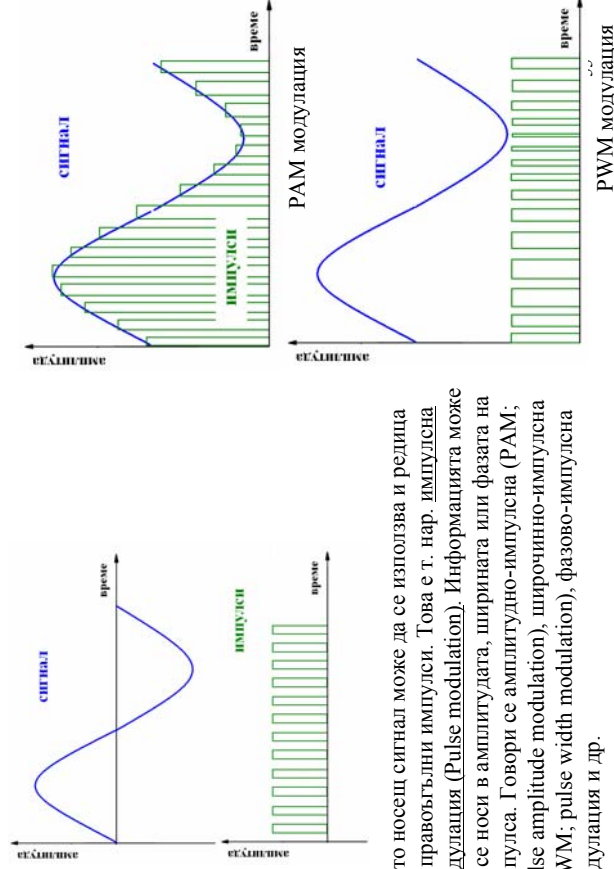 сигнал
време
амплитуда
импулси
време
амплитуда
то носещ сигнал може да се използва и редица
правоъгълни импулси. Това е т. нар. импулсна
дулация (Pulse modulation). Информацията може
се носи в амплитудата, ширината или фазата на
пулса. Говори се амплитудно-импулсна (PAM;
lse amplitude modulation), широчинно-импулсна
WM; pulse width modulation), фазово-импулсна
дулация и др.
сигнал
импулси
време
амплитуда
PAM модулация
сигнал
време
амплитуда
PWM модулация